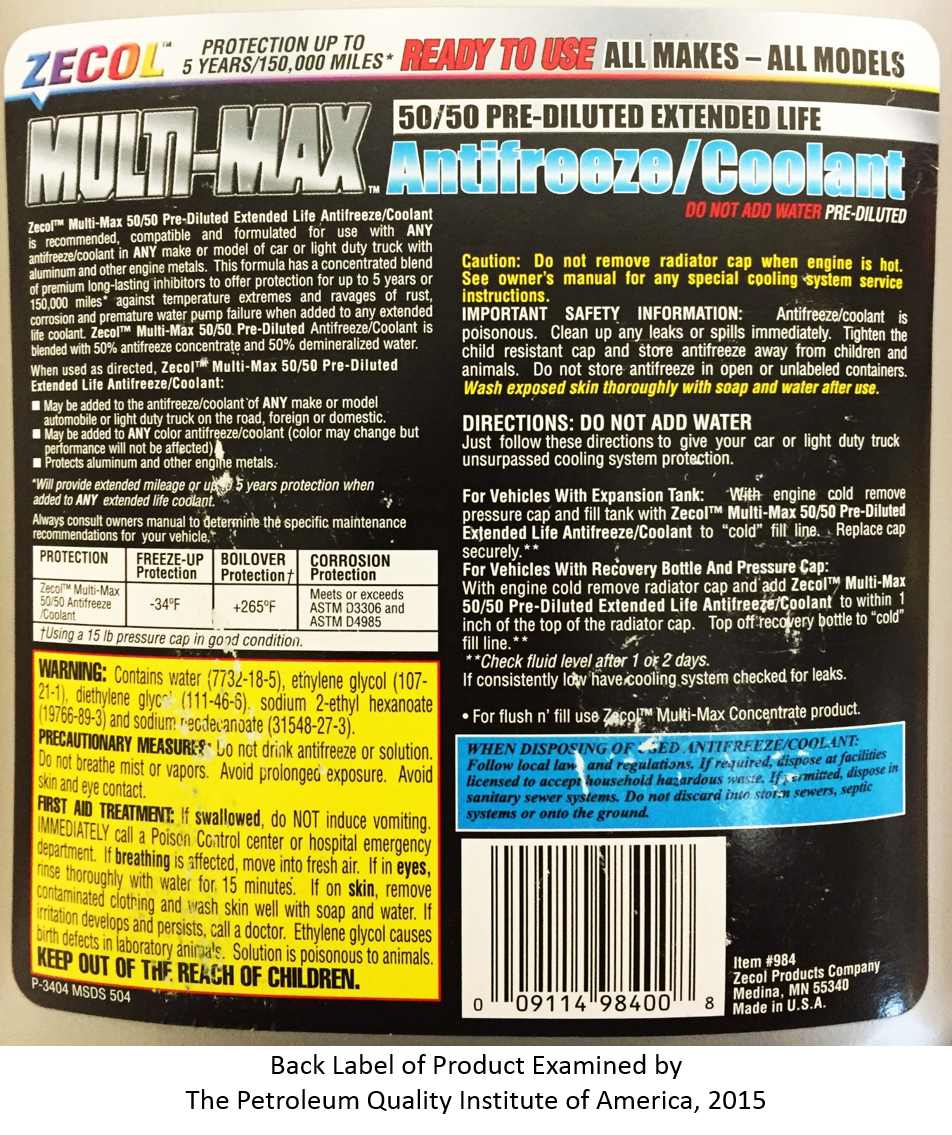 ZECOL™
PROTECTION UP TO
5 YEARS/150,000 MILES*
READY TO USE ALL MAKES – ALL MODELS
MULTI-MAX™
50/50 PRE-DILUTED EXTENDED LIFE
Antifreeze/Coolant
DO NOT ADD WATER PRE-DILUTED
Zecol™ Multi-Max 50/50 Pre-Diluted Extended Life Antifreeze/Coolant
is recommended, compatible and formulated for use with ANY
antifreeze/coolant in ANY make or model of car or light duty truck with
aluminum and other engine metals. This formula has a concentrated blend
of premium long-lasting inhibitors to offer protection for up to 5 years or
150,000 miles* against temperature extremes and ravages of rust,
corrosion and premature water pump failure when added to any extended
life coolant. Zecol™ Multi-Max 50/50 Pre-Diluted Antifreeze/Coolant is
blended with 50% antifreeze concentrate and 50% demineralized water.
When used as directed, Zecol™ Multi-Max 50/50 Pre-Diluted
Extended Life Antifreeze/Coolant:
■ May be added to the antifreeze/coolant of ANY make or model
automobile or light duty truck on the road, foreign or domestic.
■ May be added to ANY color antifreeze/coolant (color may change but
performance will not be affected)
■ Protects aluminum and other engine metals.
*Will provide extended mileage or up to 5 years protection when
added to ANY extended life coolant.
Always consult owners manual to determine the specific maintenance
recommendations for your vehicle.
PROTECTION FREEZE-UP Protection BOILOVER Protection† CORROSION Protection
Zecol™ Multi-Max
50/50 Antifreeze
/Coolant
-34ºF
+265ºF
Meets or exceeds
ASTM D3306 and
ASTM D4985
†Using a 15 lb pressure cap in good condition.
WARNING: Contains water (7732-18-5), ethylene glycol (107-
21-1), diethylene glycol (111-46-6), sodium 2-ethyl hexanoate
(19766-89-3) and sodium neodecanoate (31548-27-3).
PRECAUTIONARY MEASURES: Do not drink antifreeze or solution.
Do not breathe mist or vapors. Avoid prolonged exposure. Avoid
skin and eye contact.
FIRST AID TREATMENT: If swallowed, do NOT induce vomiting.
IMMEDIATELY call a Poison Control center or hospital emergency
department. If breathing is affected, move into fresh air. If in eyes,
rinse thoroughly with water for 15 minutes. If on skin, remove
contaminated clothing and wash skin well with soap and water. If
irritation develops and persists, call a doctor. Ethylene glycol causes
birth defects in laboratory animals. Solution is poisonous to animals.
KEEP OUT OF THE REACH OF CHILDREN.
P-3404 MSDS 504
Caution: Do not remove radiator cap when engine is hot.
See owner's manual for any special cooling system service
instructions.
IMPORTANT SAFETY INFORMATION: Antifreeze/coolant is
poisonous. Clean up any leaks or spills immediately. Tighten the
child resistant cap and store antifreeze away from children and
animals. Do not store antifreeze in open or unlabeled containers.
Wash exposed skin thoroughly with soap and water after use.
DIRECTIONS: DO NOT ADD WATER
Just follow these directions to give your car or light duty truck
unsurpassed cooling system protection.
For Vehicles With Expansion Tank: With engine cold remove
pressure cap and fill tank with Zecol™ Multi-Max 50/50 Pre-Diluted
Extended Life Antifreeze/Coolant to "cold" fill line. Replace cap
securely.**
For Vehicles With Recovery Bottle And Pressure Cap:
With engine cold remove radiator cap and add Zecol™ Multi-Max
50/50 Pre-Diluted Extended Life Antifreeze/Coolant to within 1
inch of the top of the radiator cap. Top off recovery bottle to "cold"
fill line.**
**Check fluid level after 1 or 2 days.
If consistently low have cooling system checked for leaks.
• For flush n' fill use Zecol™ Multi-Max Concentrate product.
WHEN DISPOSING OF USED ANTIFREEZE/COOLANT:
Follow local law and regulations. If required, dispose at facilities
licensed to accept household hazardous waste. If permitted, dispose in
sanitary sewer systems. Do not discard into storm sewers, septic
systems or onto the ground.
0 09114 98400 8
Item #984
Zecol Products Company
Medina, MN 55340
Made in U.S.A.
Back Label of Product Examined by
The Petroleum Quality Institute of America, 2015